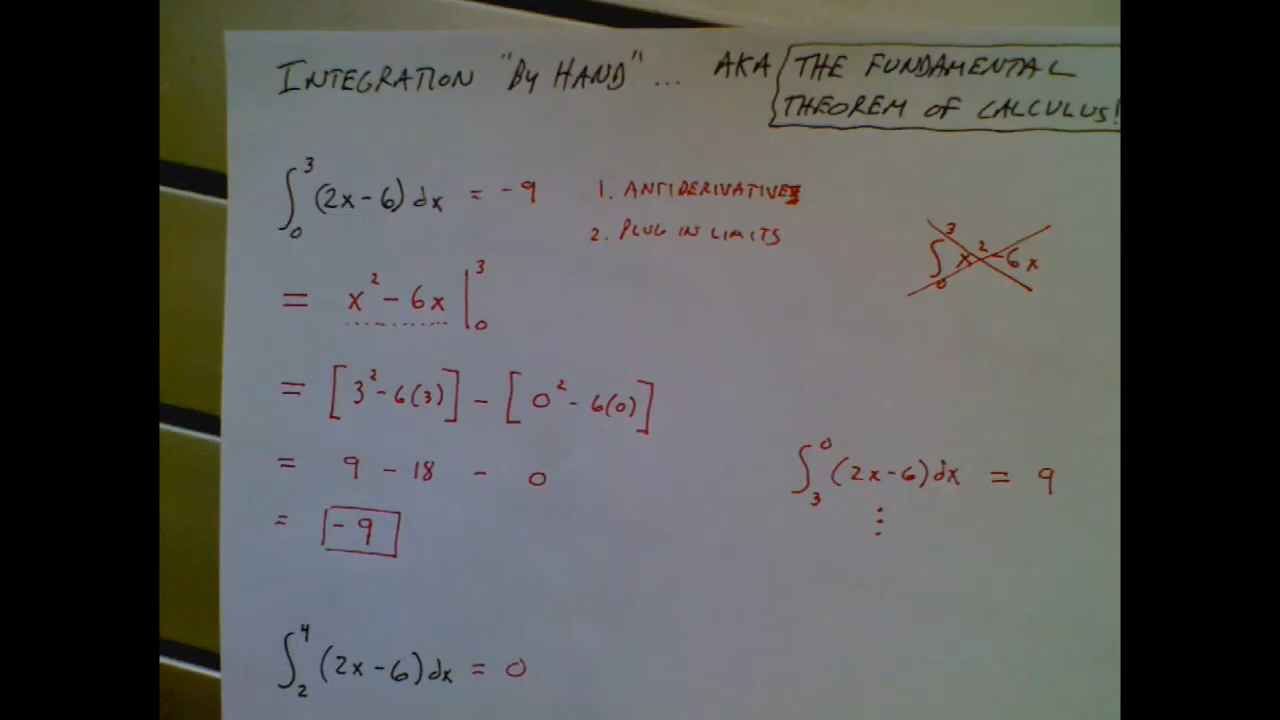 INTEGRATION "BY HAND" ... AKA THE FUNDAMENTAL
THEOREM OF CALCULUS!
∫₀³ (2x - 6) dx = -9
1. ANTIDERIVATIVE
2. PLUG IN LIMITS
∫₀³ x² - 6x
= x² - 6x |₀³
= [3² - 6(3)] - [0² - 6(0)]
= 9 - 18 - 0
= -9
∫₃⁰ (2x - 6) dx = 9
⋮
∫₂⁴ (2x - 6) dx = 0